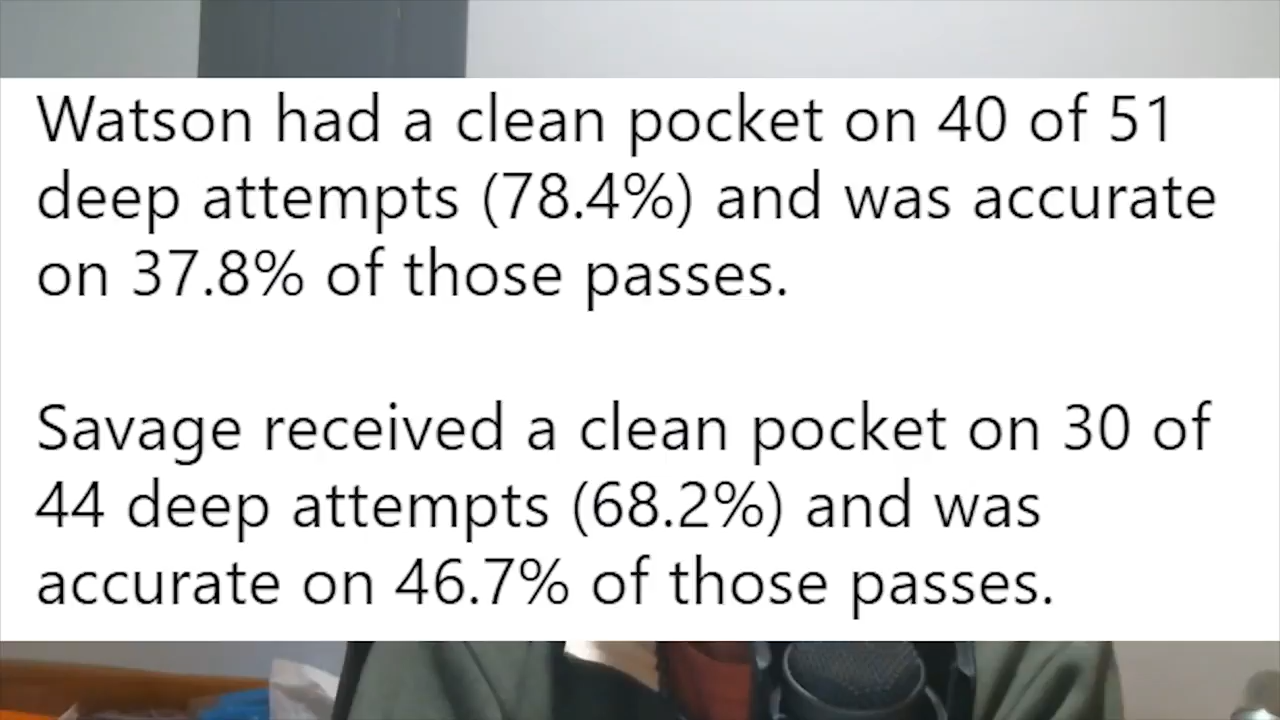 Watson had a clean pocket on 40 of 51
deep attempts (78.4%) and was accurate
on 37.8% of those passes.
Savage received a clean pocket on 30 of
44 deep attempts (68.2%) and was
accurate on 46.7% of those passes.